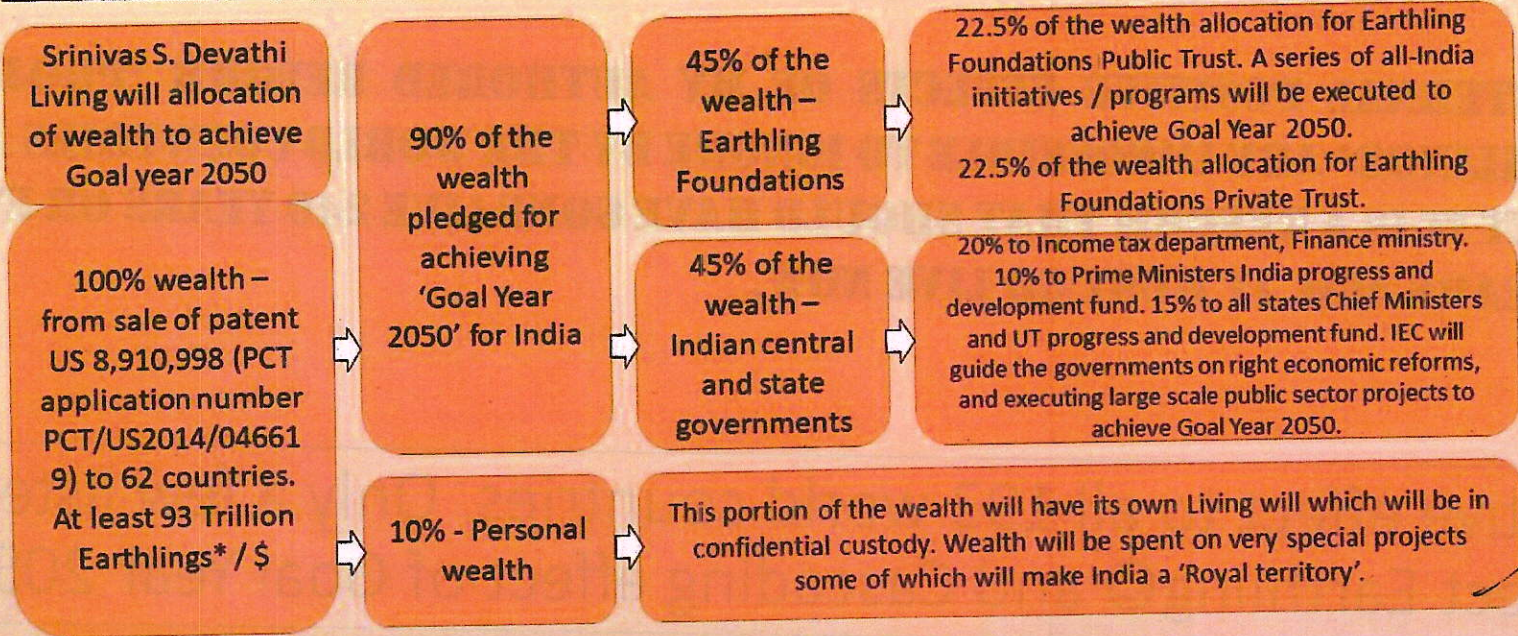 Srinivas S. Devathi
Living will allocation
of wealth to achieve
Goal year 2050
100% wealth –
from sale of patent
US 8,910,998 (PCT
application number
PCT/US2014/04661
9) to 62 countries.
At least 93 Trillion
Earthlings* / $
90% of the
wealth
pledged for
achieving
‘Goal Year
2050’ for India
45% of the
wealth –
Earthling
Foundations
22.5% of the wealth allocation for Earthling
Foundations Public Trust. A series of all-India
initiatives / programs will be executed to
achieve Goal Year 2050.
22.5% of the wealth allocation for Earthling
Foundations Private Trust.
45% of the
wealth –
Indian central
and state
governments
20% to Income tax department, Finance ministry.
10% to Prime Ministers India progress and
development fund. 15% to all states Chief Ministers
and UT progress and development fund. IEC will
guide the governments on right economic reforms,
and executing large scale public sector projects to
achieve Goal Year 2050.
10% - Personal
wealth
This portion of the wealth will have its own Living will which will be in
confidential custody. Wealth will be spent on very special projects
some of which will make India a ‘Royal territory’.